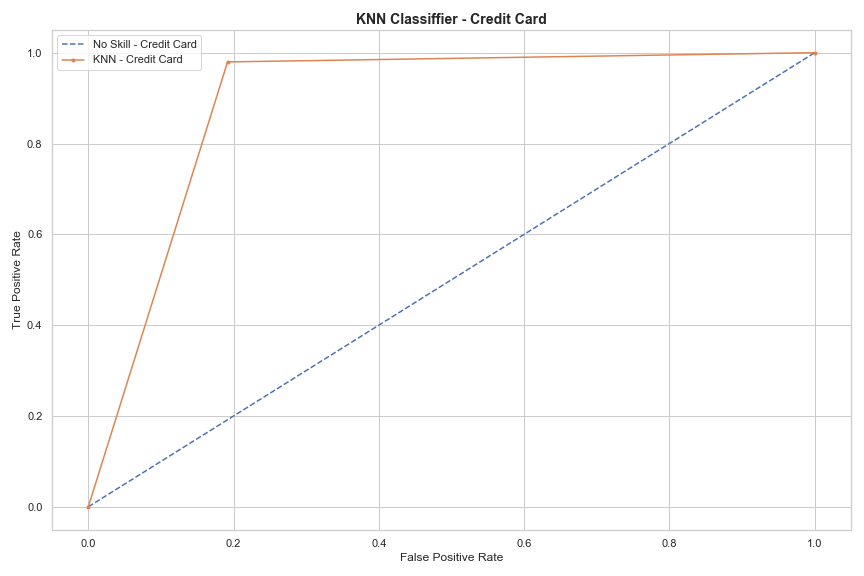 KNN Classiffier - Credit Card
No Skill - Credit Card
KNN - Credit Card
True Positive Rate
1.0
0.8
0.6
0.4
0.2
0.0
0.0 0.2 0.4 0.6 0.8 1.0
False Positive Rate